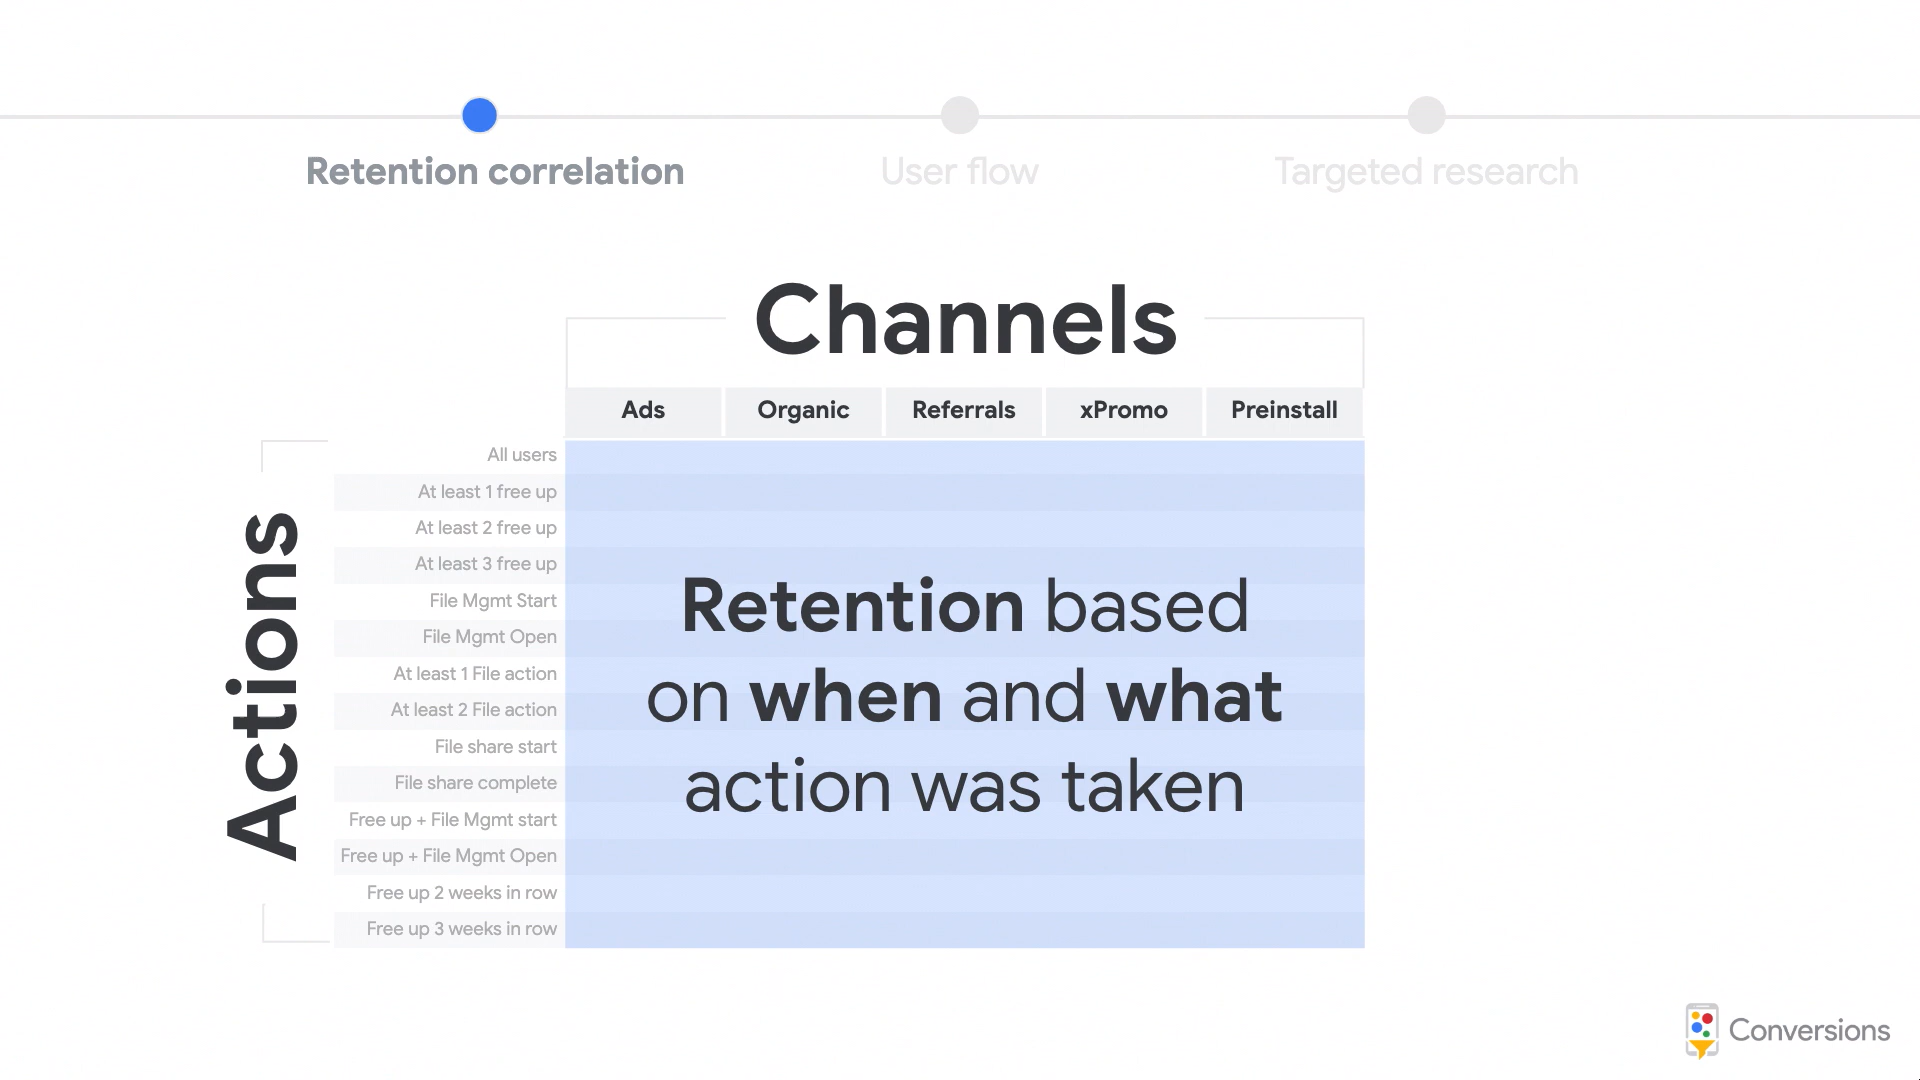 Retention correlation
User flow
Targeted research
Channels
Ads
Organic
Referrals
xPromo
Preinstall
Actions
All users
At least 1 free up
At least 2 free up
At least 3 free up
File Mgmt Start
File Mgmt Open
At least 1 File action
At least 2 File action
File share start
File share complete
Free up + File Mgmt start
Free up + File Mgmt Open
Free up 2 weeks in row
Free up 3 weeks in row
Retention based
on when and what
action was taken
Conversions